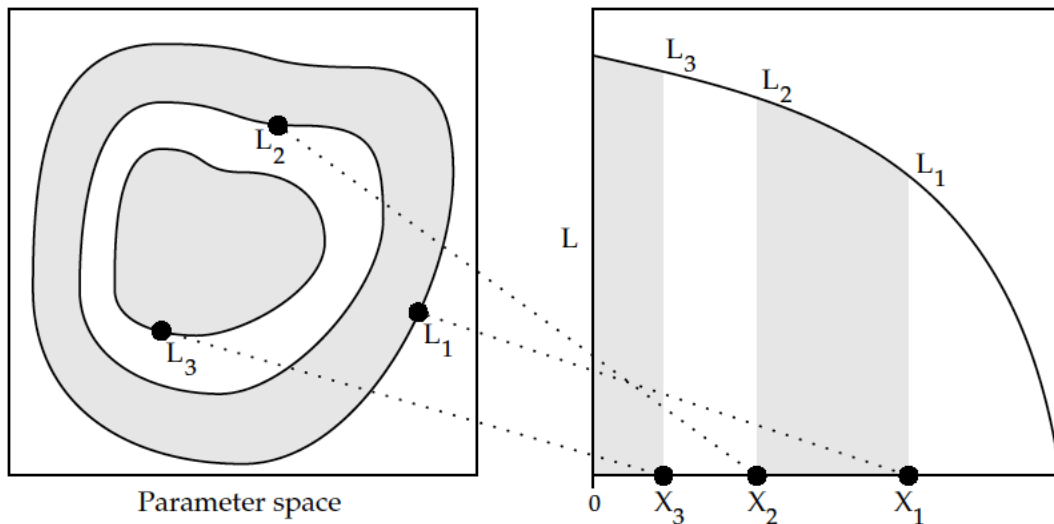 L₂
L₃
L₁
Parameter space
L₃
L₂
L₁
L
0
X₃
X₂
X₁